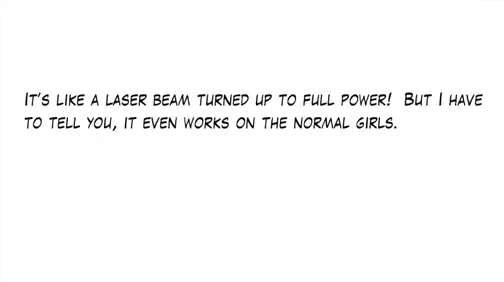 It's like a laser beam turned up to full power!  But I have
to tell you, it even works on the normal girls.